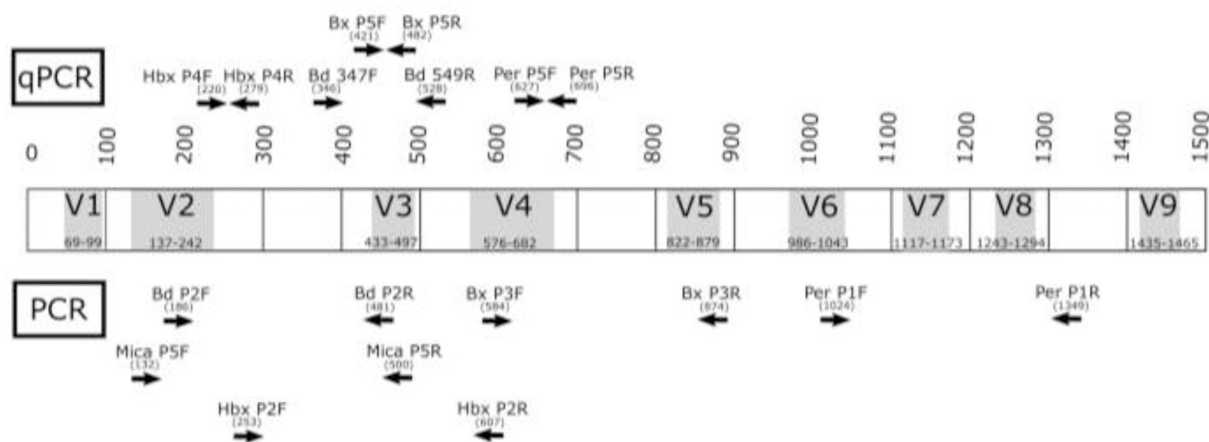 Bx P5F Bx P5R
(421) (482)
qPCR
Hbx P4F Hbx P4R Bd 347F Bd 549R Per P5F Per P5R
(220) (279) (346) (528) (627) (696)
0 100 200 300 400 500 600 700 800 900 1000 1100 1200 1300 1400 1500
V1 V2 V3 V4 V5 V6 V7 V8 V9
69-99 137-242 433-497 576-682 822-879 986-1043 1117-1173 1243-1294 1435-1465
PCR
Bd P2F Bd P2R Bx P3F Bx P3R Per P1F Per P1R
(186) (481) (584) (874) (1024) (1349)
Mica P5F Mica P5R
(132) (500)
Hbx P2F Hbx P2R
(253) (607)